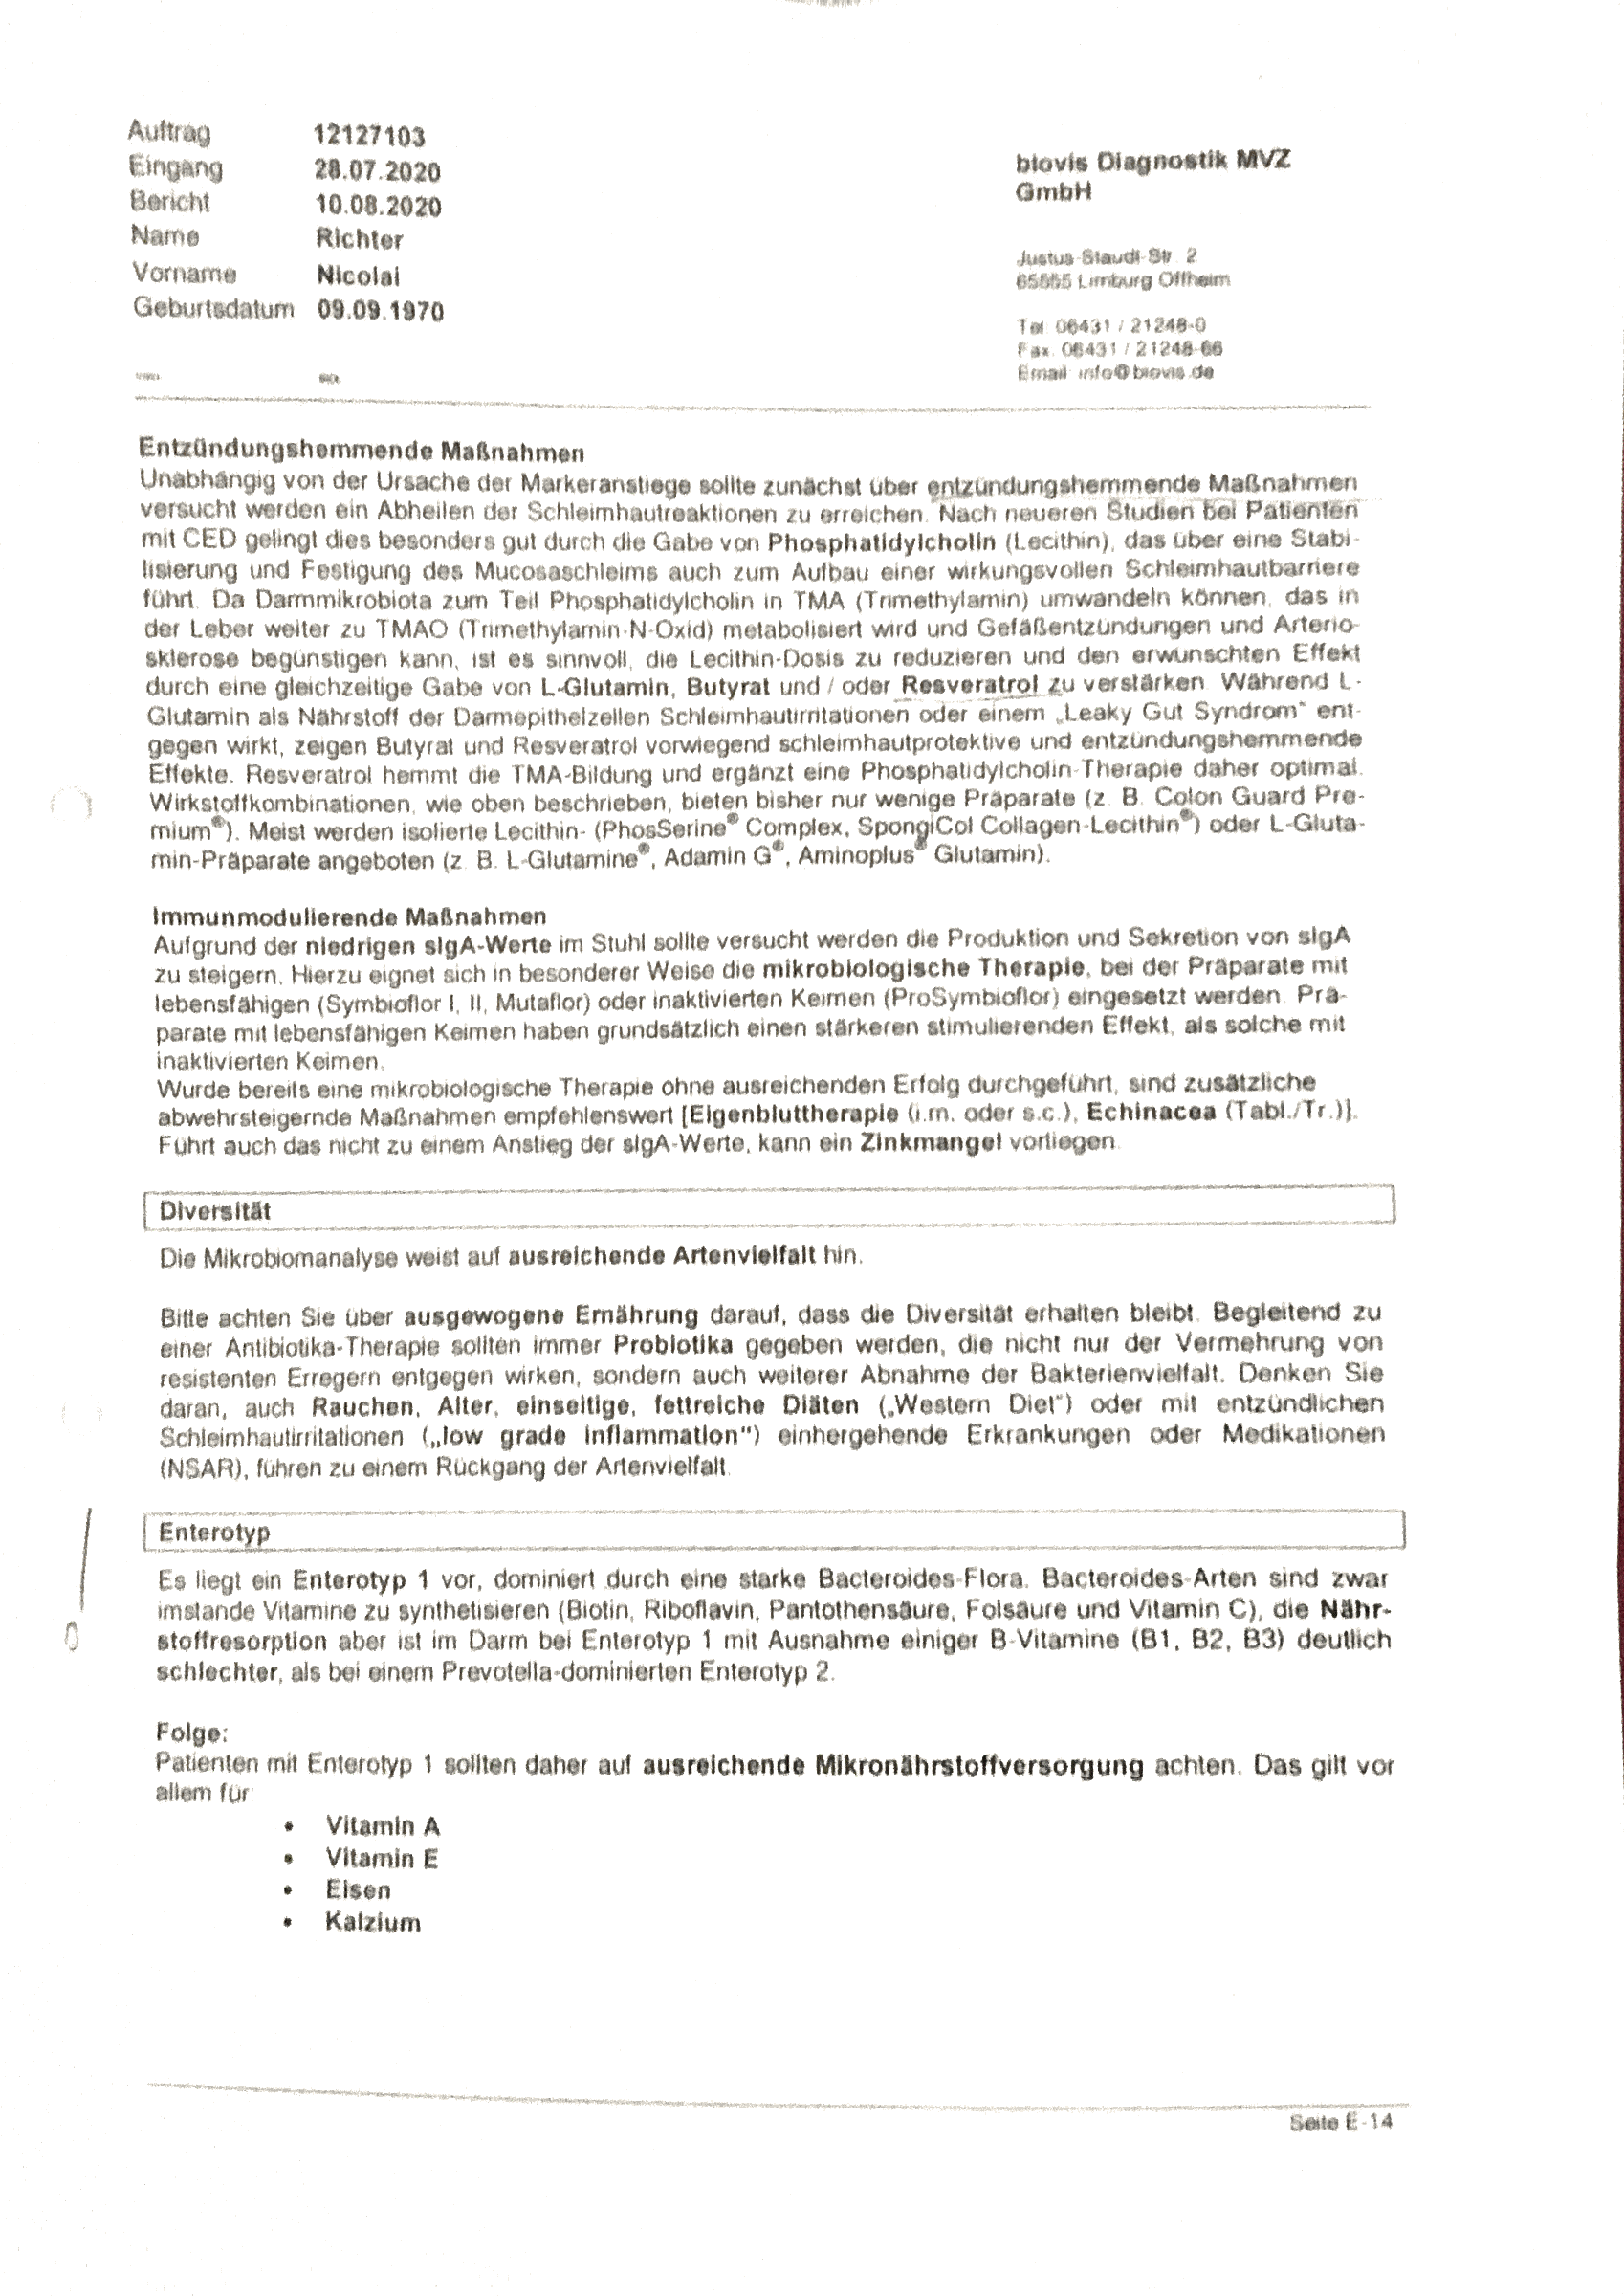 Auftrag 12127103
Eingang 28.07.2020
Bericht 10.08.2020
Name Richter
Vorname Nicolai
Geburtsdatum 09.09.1970
biovis Diagnostik MVZ
GmbH
Justus-Staudt-Str. 2
65555 Limburg Offheim
Tel. 06431 / 21248-0
Fax. 06431 / 21248-66
Email: info@biovis.de
Entzündungshemmende Maßnahmen
Unabhängig von der Ursache der Markeranstiege sollte zunächst über entzündungshemmende Maßnahmen
versucht werden ein Abheilen der Schleimhautreaktionen zu erreichen. Nach neueren Studien bei Patienten
mit CED gelingt dies besonders gut durch die Gabe von Phosphatidylcholin (Lecithin), das über eine Stabi-
lisierung und Festigung des Mucosaschleims auch zum Aufbau einer wirkungsvollen Schleimhautbarriere
führt. Da Darmmikrobiota zum Teil Phosphatidylcholin in TMA (Trimethylamin) umwandeln können, das in
der Leber weiter zu TMAO (Trimethylamin-N-Oxid) metabolisiert wird und Gefäßentzündungen und Arterio-
sklerose begünstigen kann, ist es sinnvoll, die Lecithin-Dosis zu reduzieren und den erwünschten Effekt
durch eine gleichzeitige Gabe von L-Glutamin, Butyrat und / oder Resveratrol zu verstärken. Während L-
Glutamin als Nährstoff der Darmepithelzellen Schleimhautirritationen oder einem „Leaky Gut Syndrom" ent-
gegen wirkt, zeigen Butyrat und Resveratrol vorwiegend schleimhautprotektive und entzündungshemmende
Effekte. Resveratrol hemmt die TMA-Bildung und ergänzt eine Phosphatidylcholin-Therapie daher optimal.
Wirkstoffkombinationen, wie oben beschrieben, bieten bisher nur wenige Präparate (z. B. Colon Guard Pre-
mium®). Meist werden isolierte Lecithin- (PhosSerine® Complex, SpongiCol Collagen-Lecithin®) oder L-Gluta-
min-Präparate angeboten (z. B. L-Glutamine®, Adamin G®, Aminoplus® Glutamin).
Immunmodulierende Maßnahmen
Aufgrund der niedrigen sIgA-Werte im Stuhl sollte versucht werden die Produktion und Sekretion von sIgA
zu steigern. Hierzu eignet sich in besonderer Weise die mikrobiologische Therapie, bei der Präparate mit
lebensfähigen (Symbioflor I, II, Mutaflor) oder inaktivierten Keimen (ProSymbioflor) eingesetzt werden. Prä-
parate mit lebensfähigen Keimen haben grundsätzlich einen stärkeren stimulierenden Effekt, als solche mit
inaktivierten Keimen.
Wurde bereits eine mikrobiologische Therapie ohne ausreichenden Erfolg durchgeführt, sind zusätzliche
abwehrsteigernde Maßnahmen empfehlenswert [Eigenbluttherapie (i.m. oder s.c.), Echinacea (Tabl./Tr.)].
Führt auch das nicht zu einem Anstieg der sIgA-Werte, kann ein Zinkmangel vorliegen.
Diversität
Die Mikrobiomanalyse weist auf ausreichende Artenvielfalt hin.
Bitte achten Sie über ausgewogene Ernährung darauf, dass die Diversität erhalten bleibt. Begleitend zu
einer Antibiotika-Therapie sollten immer Probiotika gegeben werden, die nicht nur der Vermehrung von
resistenten Erregern entgegen wirken, sondern auch weiterer Abnahme der Bakterienvielfalt. Denken Sie
daran, auch Rauchen, Alter, einseitige, fettreiche Diäten („Western Diet") oder mit entzündlichen
Schleimhautirritationen („low grade inflammation") einhergehende Erkrankungen oder Medikationen
(NSAR), führen zu einem Rückgang der Artenvielfalt.
Enterotyp
Es liegt ein Enterotyp 1 vor, dominiert durch eine starke Bacteroides-Flora. Bacteroides-Arten sind zwar
imstande Vitamine zu synthetisieren (Biotin, Riboflavin, Pantothensäure, Folsäure und Vitamin C), die Nähr-
stoffresorption aber ist im Darm bei Enterotyp 1 mit Ausnahme einiger B-Vitamine (B1, B2, B3) deutlich
schlechter, als bei einem Prevotella-dominierten Enterotyp 2.
Folge:
Patienten mit Enterotyp 1 sollten daher auf ausreichende Mikronährstoffversorgung achten. Das gilt vor
allem für:
• Vitamin A
• Vitamin E
• Eisen
• Kalzium
Seite E-14